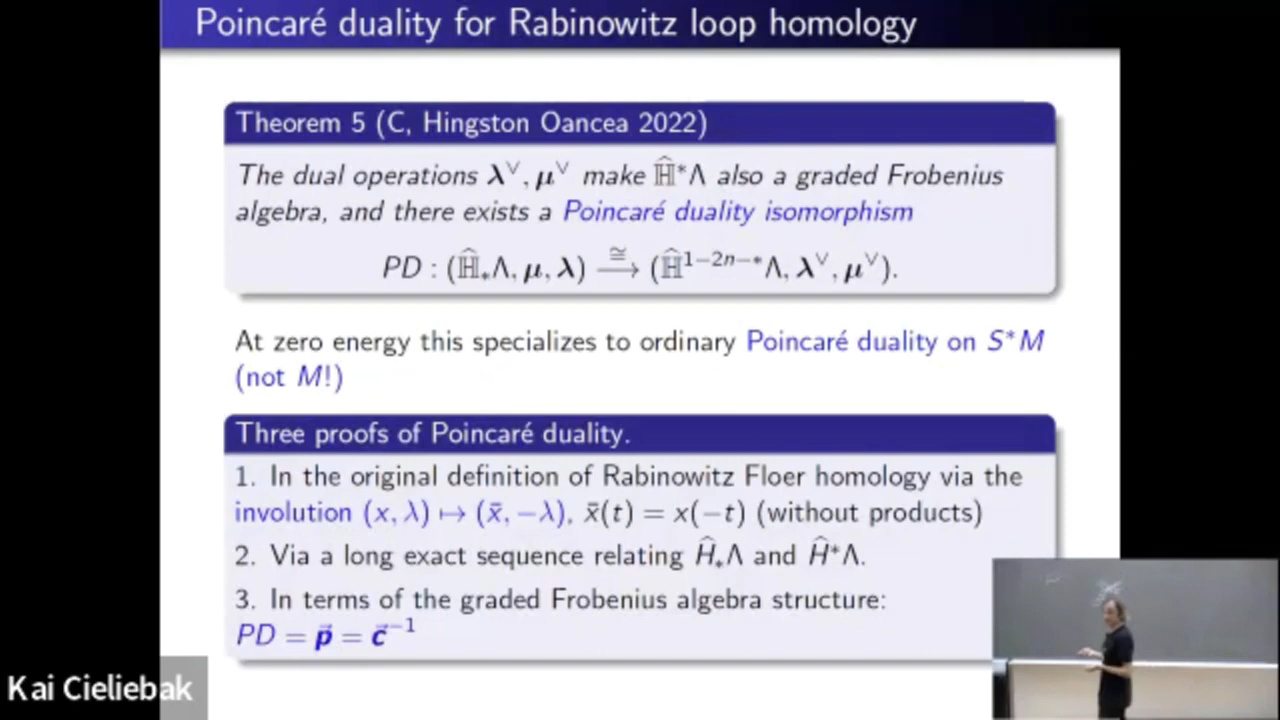 Poincaré duality for Rabinowitz loop homology
Theorem 5 (C, Hingston Oancea 2022)
The dual operations λ^∨, μ^∨ make ℍ̂*Λ also a graded Frobenius
algebra, and there exists a Poincaré duality isomorphism
PD : (ℍ̂_*Λ, μ, λ) ≅⟶ (ℍ̂^{1−2n−*}Λ, λ^∨, μ^∨).
At zero energy this specializes to ordinary Poincaré duality on S*M
(not M!)
Three proofs of Poincaré duality.
1. In the original definition of Rabinowitz Floer homology via the
involution (x, λ) ↦ (x̄, −λ), x̄(t) = x(−t) (without products)
2. Via a long exact sequence relating Ĥ_*Λ and Ĥ*Λ.
3. In terms of the graded Frobenius algebra structure:
PD = p⃗ = c⃗^{−1}
Kai Cieliebak